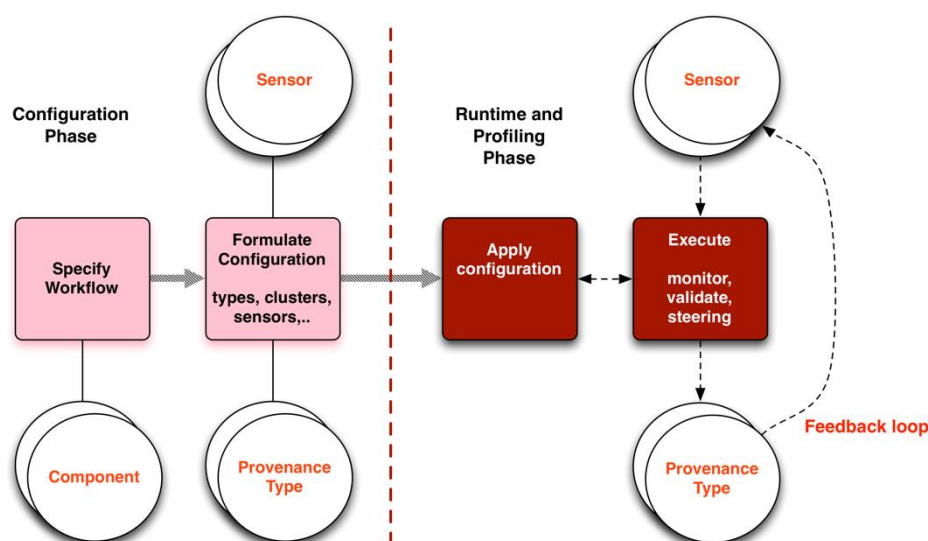 Sensor
Sensor
Configuration
Phase
Runtime and
Profiling
Phase
Specify
Workflow
Formulate
Configuration
types, clusters,
sensors,..
Apply
configuration
Execute
monitor,
validate,
steering
Component
Provenance
Type
Provenance
Type
Feedback loop